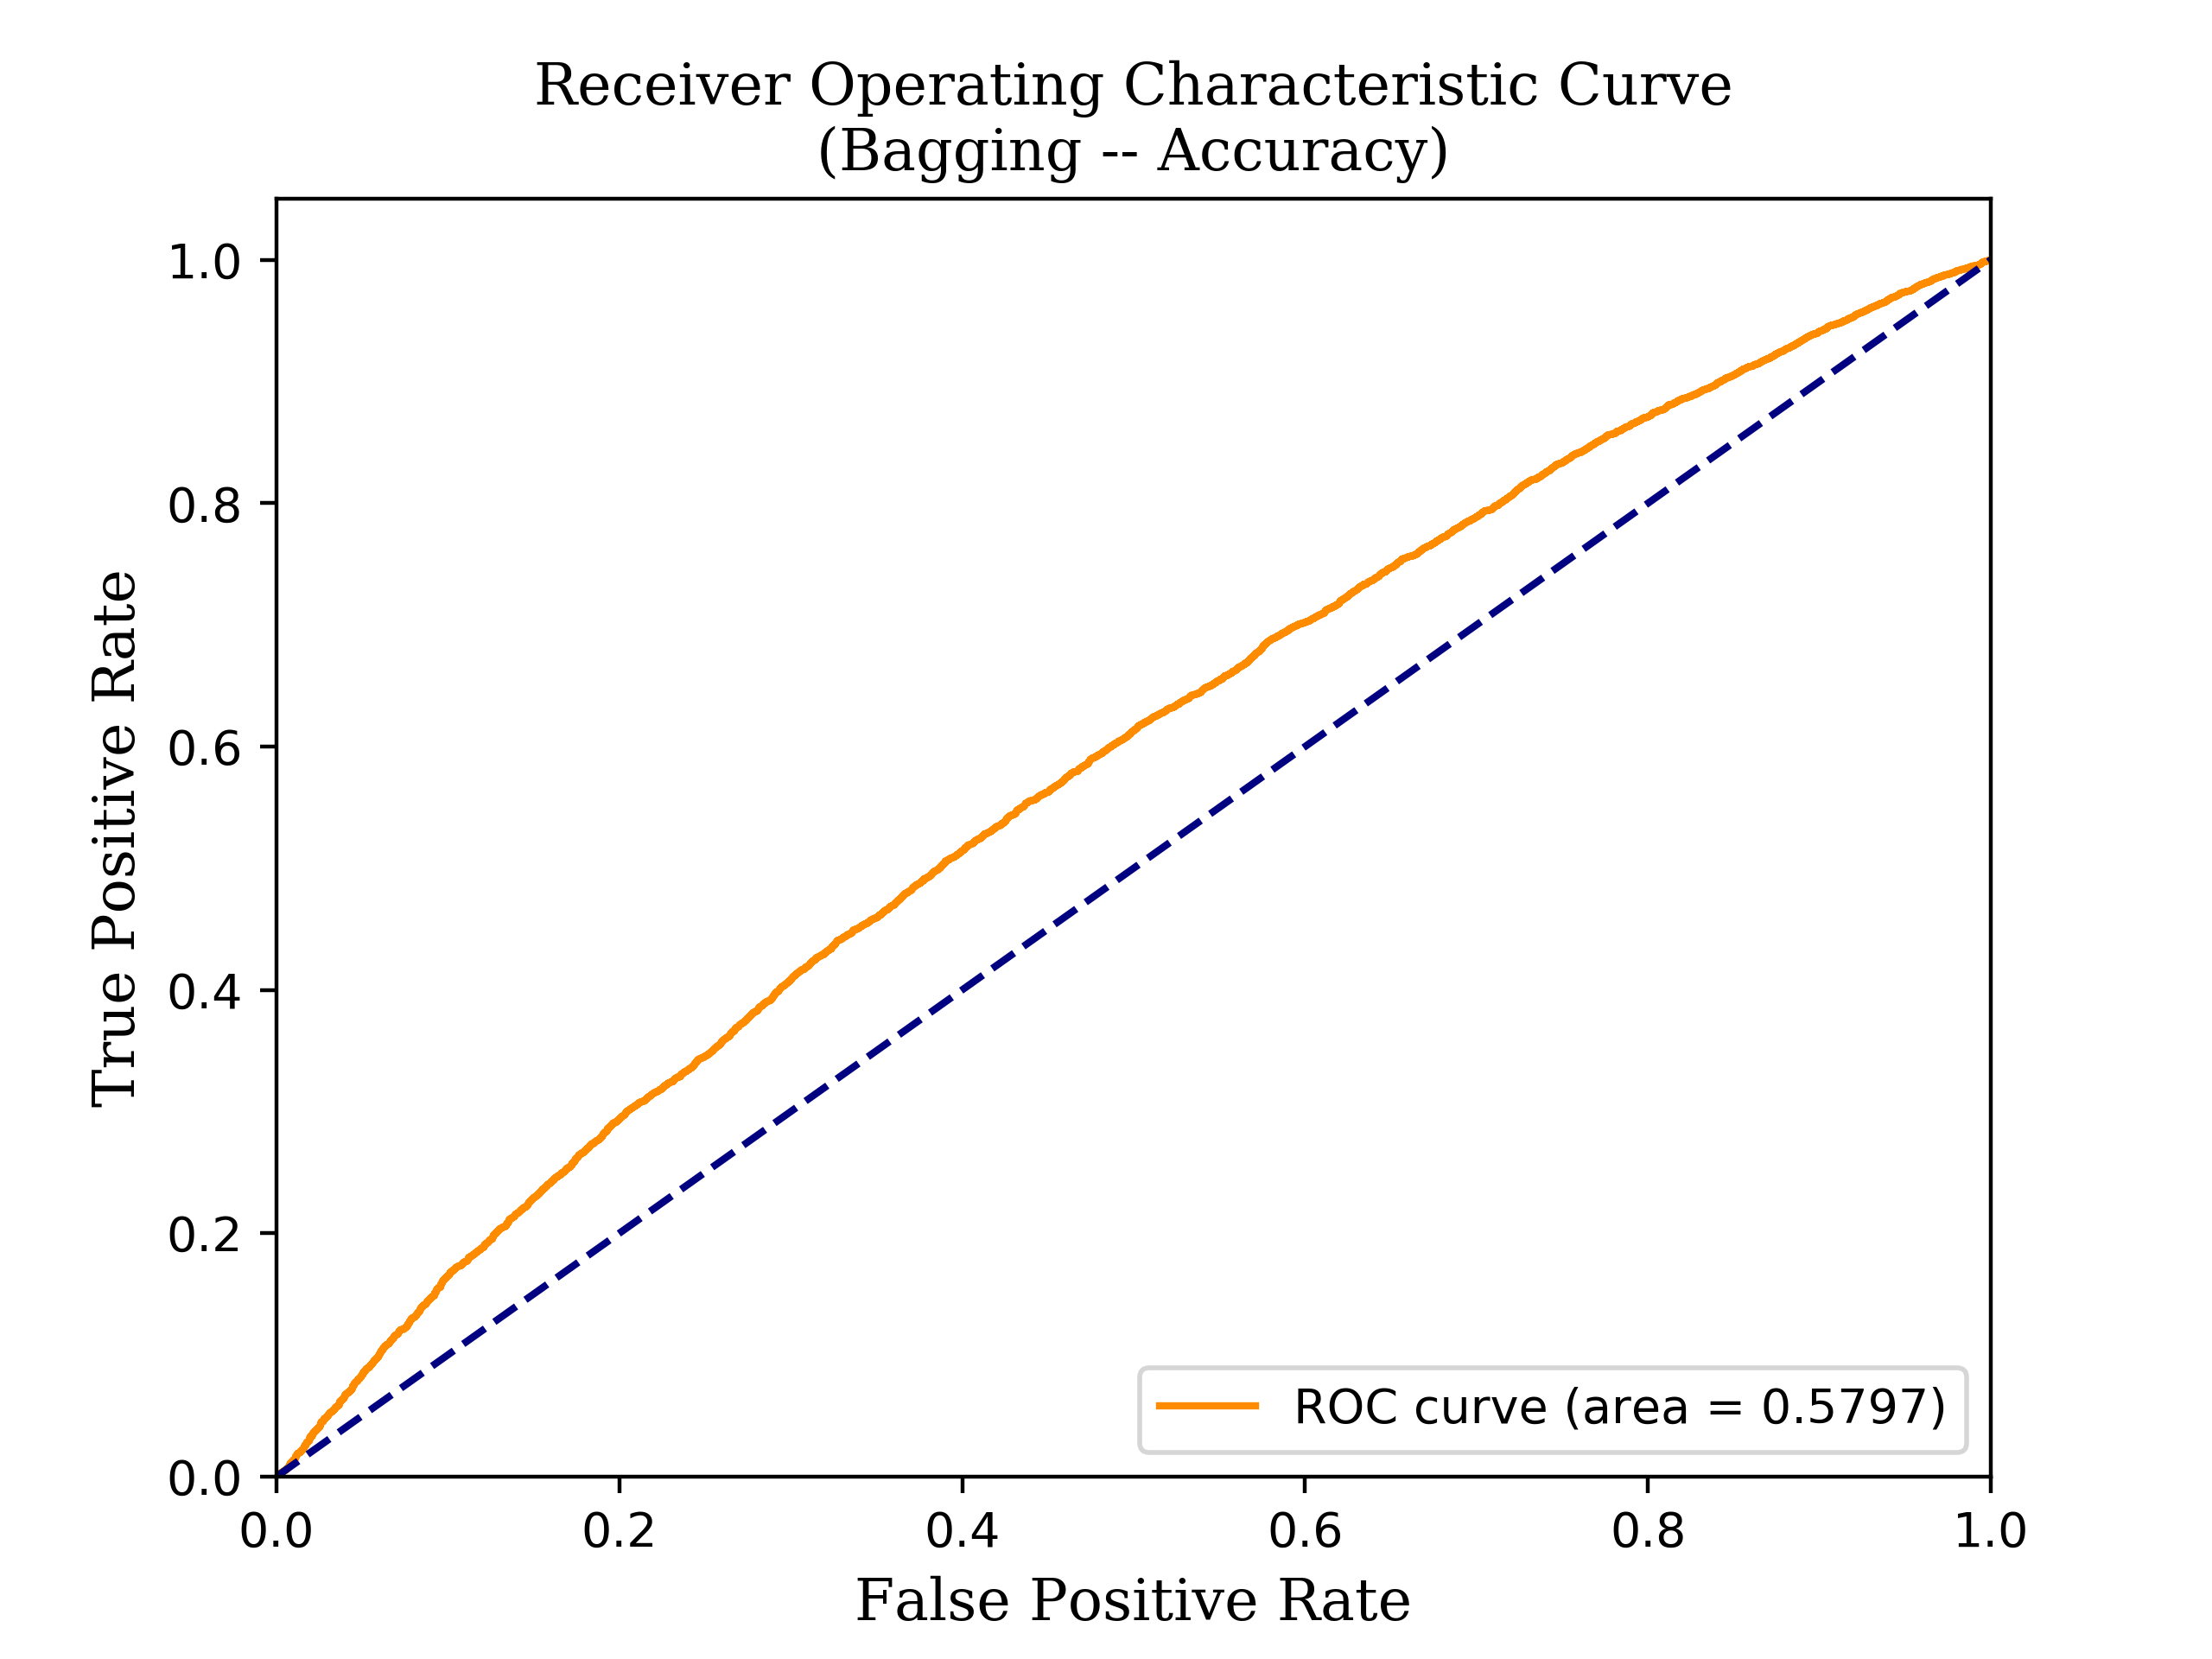 Receiver Operating Characteristic Curve
(Bagging -- Accuracy)
True Positive Rate
1.0
0.8
0.6
0.4
0.2
0.0
ROC curve (area = 0.5797)
0.0 0.2 0.4 0.6 0.8 1.0
False Positive Rate